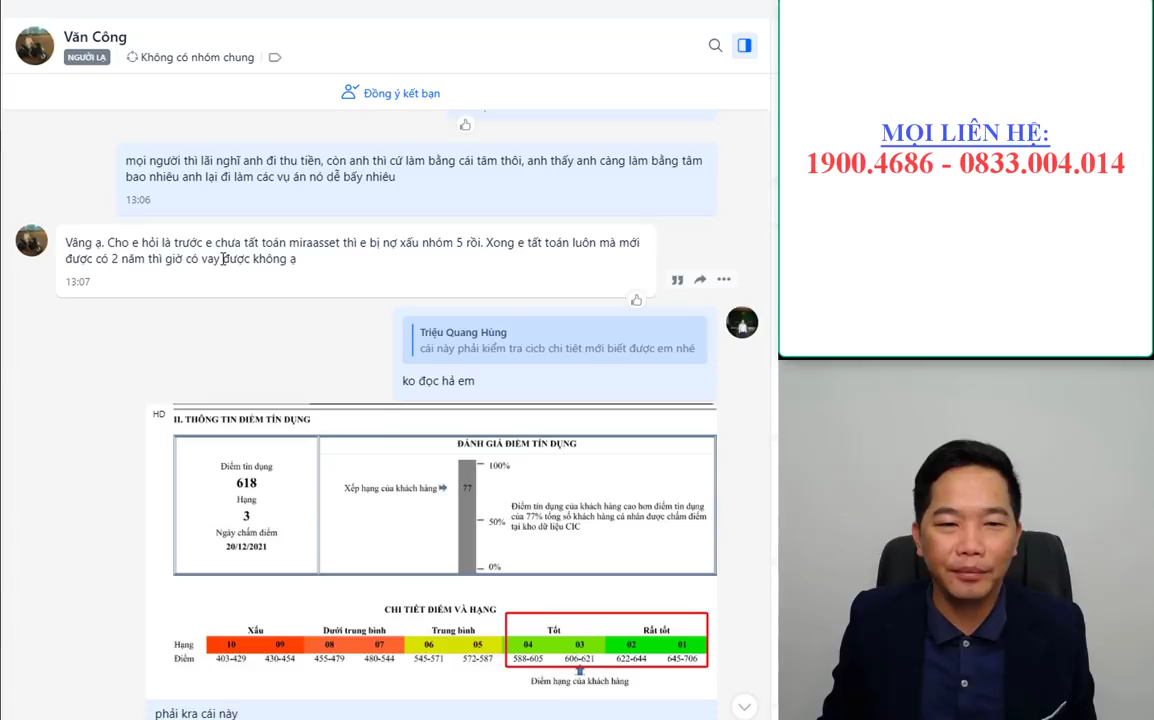 Văn Công
NGƯỜI LẠ
Không có nhóm chung
Đồng ý kết bạn
mọi người thì lãi nghĩ anh đi thu tiền, còn anh thì cứ làm bằng cái tâm thôi, anh thấy anh càng làm bằng tâm
bao nhiêu anh lại đi làm các vụ án nó dễ bấy nhiêu
13:06
Vâng ạ. Cho e hỏi là trước e chưa tất toán miraasset thì e bị nợ xấu nhóm 5 rồi. Xong e tất toán luôn mà mới
được có 2 năm thì giờ có vay được không ạ
13:07
Triệu Quang Hùng
cái này phải kiểm tra cicb chi tiêt mới biết được em nhé
ko đọc hả em
HD
II. THÔNG TIN ĐIỂM TÍN DỤNG
ĐÁNH GIÁ ĐIỂM TÍN DỤNG
Điểm tín dụng
618
Hạng
3
Ngày chấm điểm
20/12/2021
Xếp hạng của khách hàng
77
100%
50%
0%
Điểm tín dụng của khách hàng cao hơn điểm tín dụng
của 77% tổng số khách hàng cá nhân được chấm điểm
tại kho dữ liệu CIC
CHI TIẾT ĐIỂM VÀ HẠNG
Xấu Dưới trung bình Trung bình Tốt Rất tốt
Hạng 10 09 08 07 06 05 04 03 02 01
Điểm 403-429 430-454 455-479 480-544 545-571 572-587 588-605 606-621 622-644 645-706
Điểm hạng của khách hàng
phải kra cái này
MỌI LIÊN HỆ:
1900.4686 - 0833.004.014